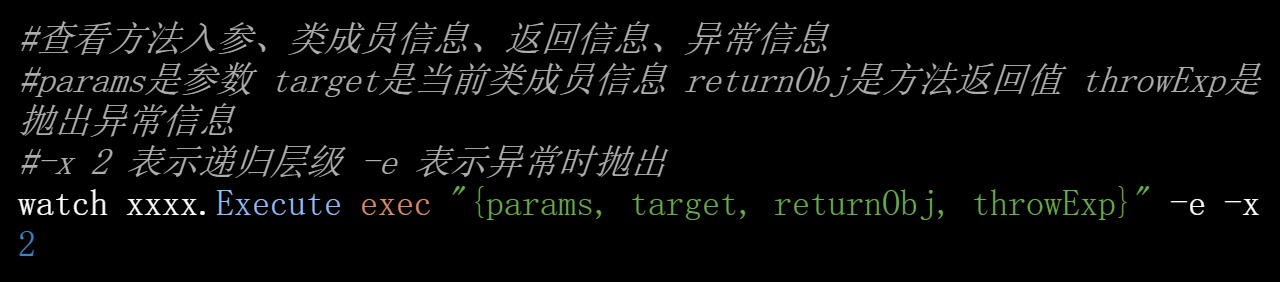 #查看方法入参、类成员信息、返回信息、异常信息
#params是参数 target是当前类成员信息 returnObj是方法返回值 throwExp是
抛出异常信息
#-x 2 表示递归层级 -e 表示异常时抛出
watch xxxx.Execute exec "{params, target, returnObj, throwExp}" -e -x
2